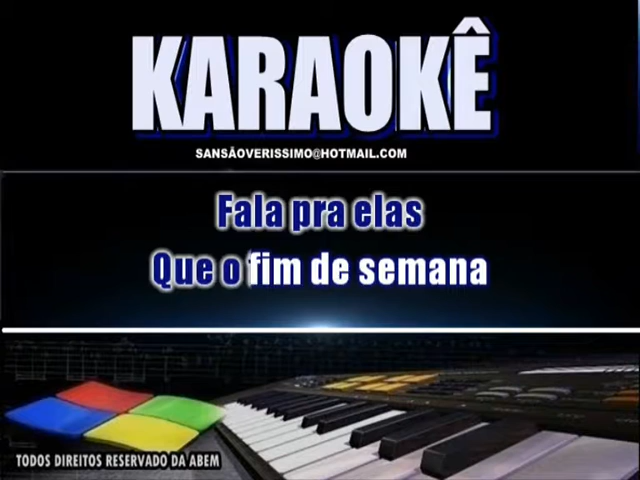 KARAOKÊ
SANSÃOVERISSIMO@HOTMAIL.COM
Fala pra elas
Que o fim de semana
TODOS DIREITOS RESERVADO DA ABEM